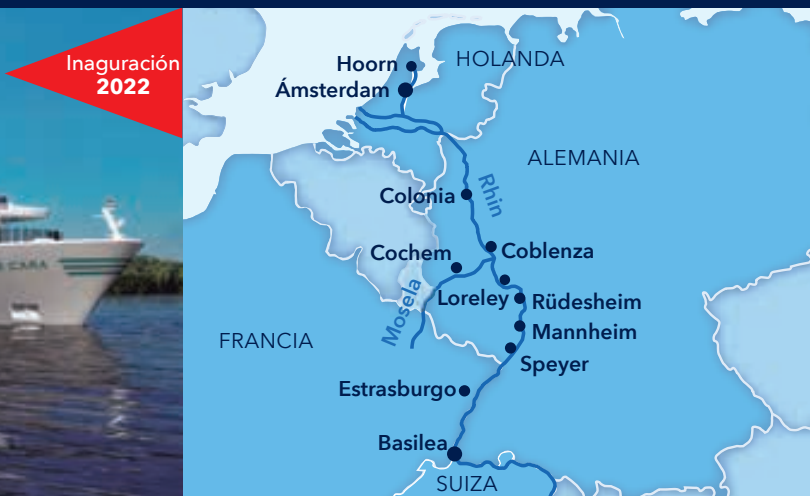 Inaguración
2022
Hoorn
HOLANDA
Ámsterdam
ALEMANIA
Rhin
Colonia
Cochem
Coblenza
Loreley
Rüdesheim
Mosela
Mannheim
FRANCIA
Speyer
Estrasburgo
Basilea
SUIZA
CARA